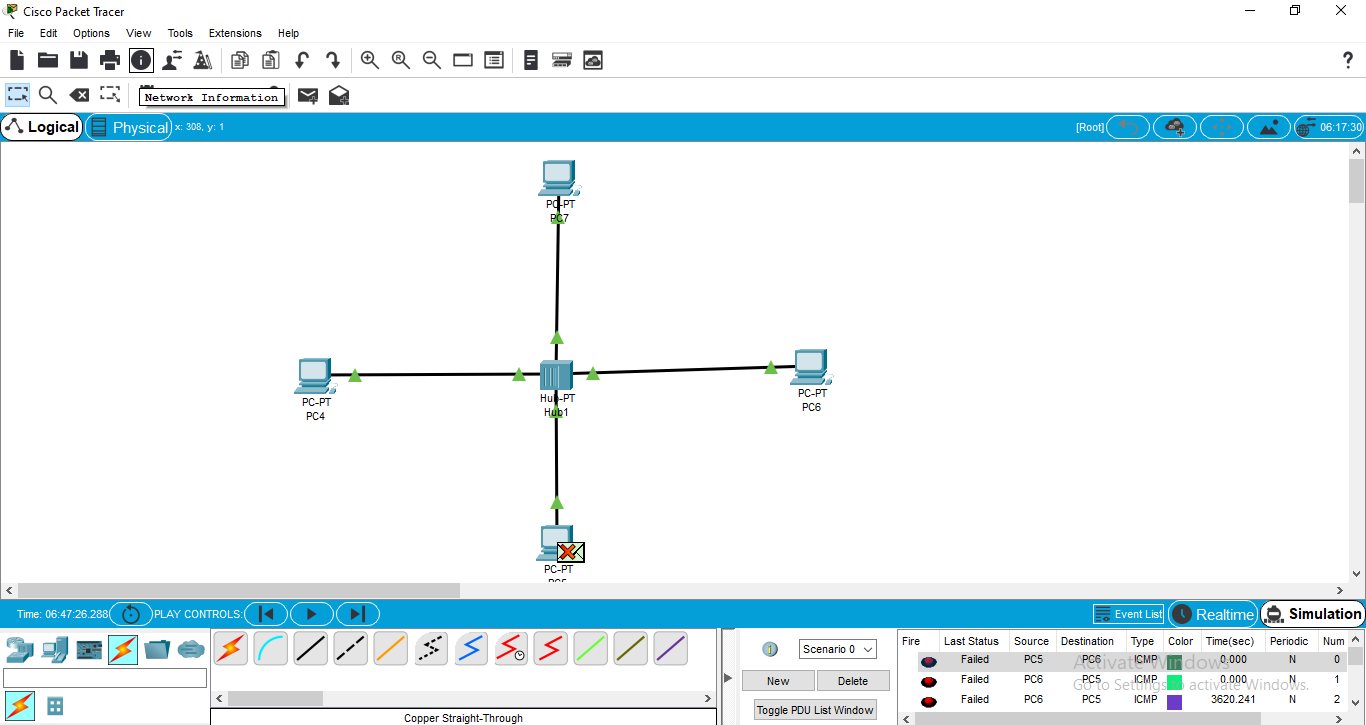 Cisco Packet Tracer
File Edit Options View Tools Extensions Help
Network Information
Logical Physical x: 308, y: 1 [Root] 06:17:30
PC-PT
PC7
PC-PT
PC4
Hub-PT
Hub1
PC-PT
PC6
PC-PT
Time: 06:47:26.288 PLAY CONTROLS: Event List Realtime Simulation
Scenario 0
New Delete
Toggle PDU List Window
Fire Last Status Source Destination Type Color Time(sec) Periodic Num
Failed PC5 PC6 ICMP 0.000 N 0
Failed PC6 PC5 ICMP 0.000 N 1
Failed PC6 PC5 ICMP 3620.241 N 2
Activate Windows
Go to Settings to activate Windows.
Copper Straight-Through